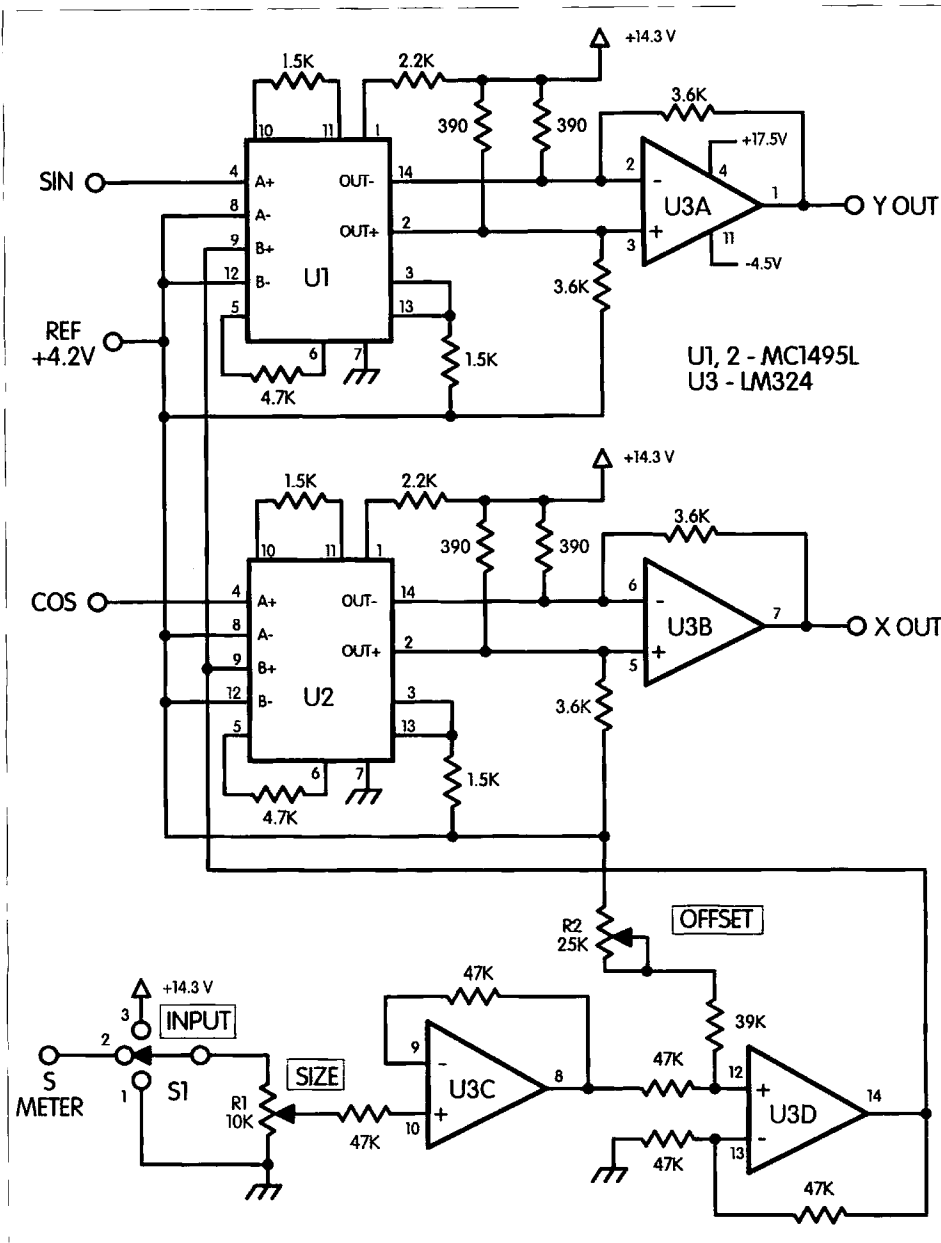 +14.3 V
1.5K
2.2K
3.6K
390
390
10
11
1
+17.5V
SIN
4
A+
OUT-
14
2
-
4
1
Y OUT
8
A-
U3A
9
B+
OUT+
2
3
+
11
-4.5V
12
B-
U1
3
3.6K
5
13
REF
+4.2V
6
7
1.5K
4.7K
U1, 2 - MC1495L
U3 - LM324
+14.3 V
1.5K
2.2K
3.6K
390
390
10
11
1
COS
4
A+
OUT-
14
6
-
7
X OUT
8
A-
U3B
9
B+
OUT+
2
5
+
12
B-
U2
3
3.6K
5
13
6
7
1.5K
4.7K
R2
25K
OFFSET
+14.3 V
3
INPUT
2
S
METER
1
S1
R1
10K
SIZE
47K
47K
9
-
U3C
8
10
+
39K
47K
12
+
U3D
14
13
-
47K
47K